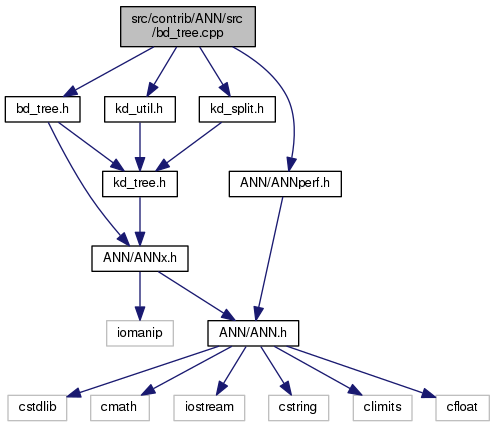 src/contrib/ANN/src
/bd_tree.cpp
bd_tree.h
kd_util.h
kd_split.h
kd_tree.h
ANN/ANNperf.h
ANN/ANNx.h
iomanip
ANN/ANN.h
cstdlib
cmath
iostream
cstring
climits
cfloat